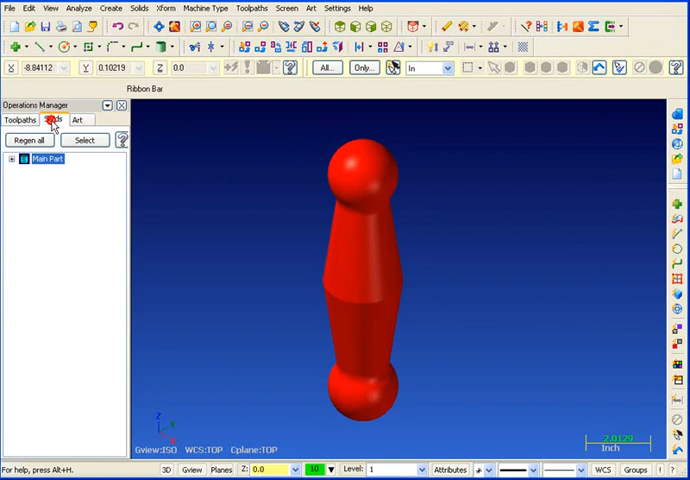 File Edit View Analyze Create Solids Xform Machine Type Toolpaths Screen Art Settings Help
X -8.84112 Y 0.10219 Z 0.0 All... Only... In
Ribbon Bar
Operations Manager
Toolpaths Art
Regen all Select
Main Part
Z
Gview:ISO WCS:TOP Cplane:TOP
2.0129
Inch
For help, press Alt+H. 3D Gview Planes Z: 0.0 10 Level: 1 Attributes WCS Groups ! ?